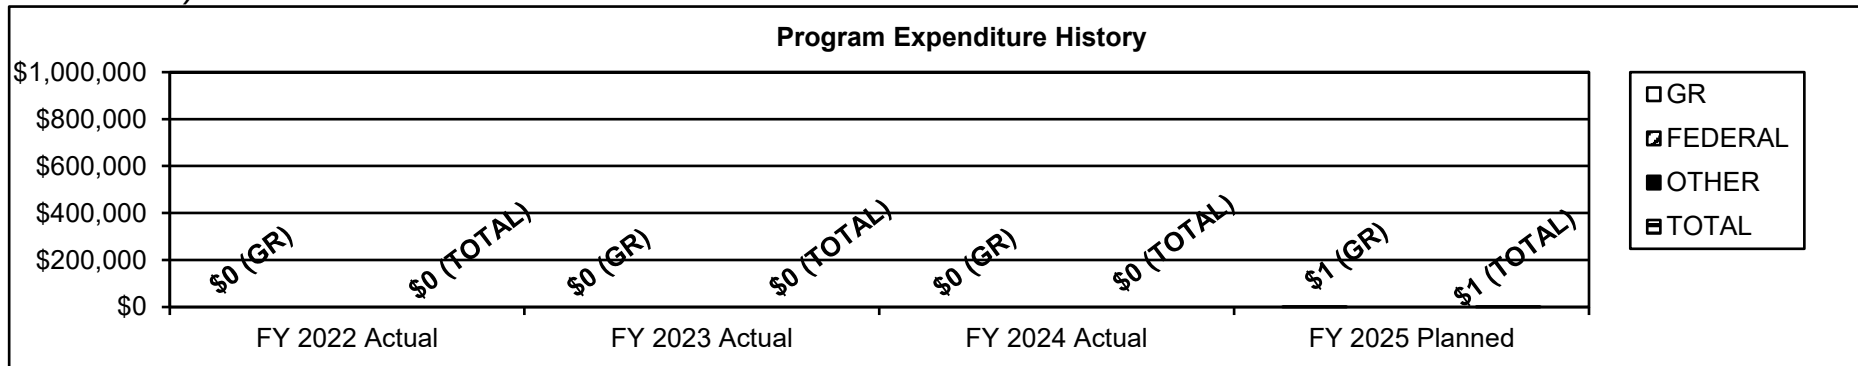 Program Expenditure History
$1,000,000
$800,000
$600,000
$400,000
$200,000
$0
$0 (GR)
$0 (TOTAL)
$0 (GR)
$0 (TOTAL)
$0 (GR)
$0 (TOTAL)
$1 (GR)
$1 (TOTAL)
FY 2022 Actual
FY 2023 Actual
FY 2024 Actual
FY 2025 Planned
GR
FEDERAL
OTHER
TOTAL